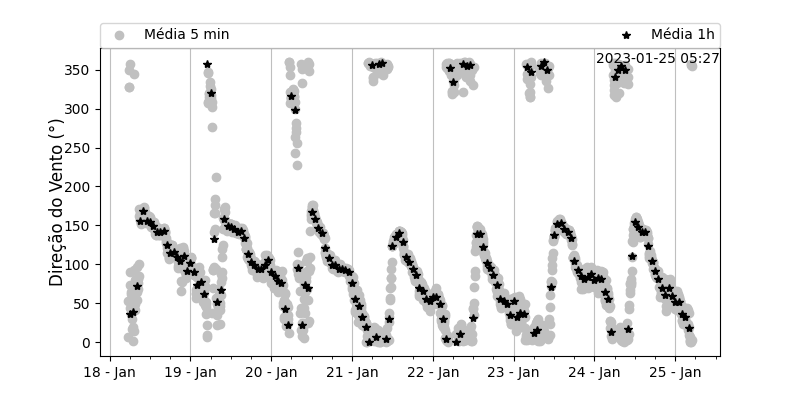 Média 5 min
Média 1h
2023-01-25 05:27
Direção do Vento (°)
350
300
250
200
150
100
50
0
18 - Jan
19 - Jan
20 - Jan
21 - Jan
22 - Jan
23 - Jan
24 - Jan
25 - Jan